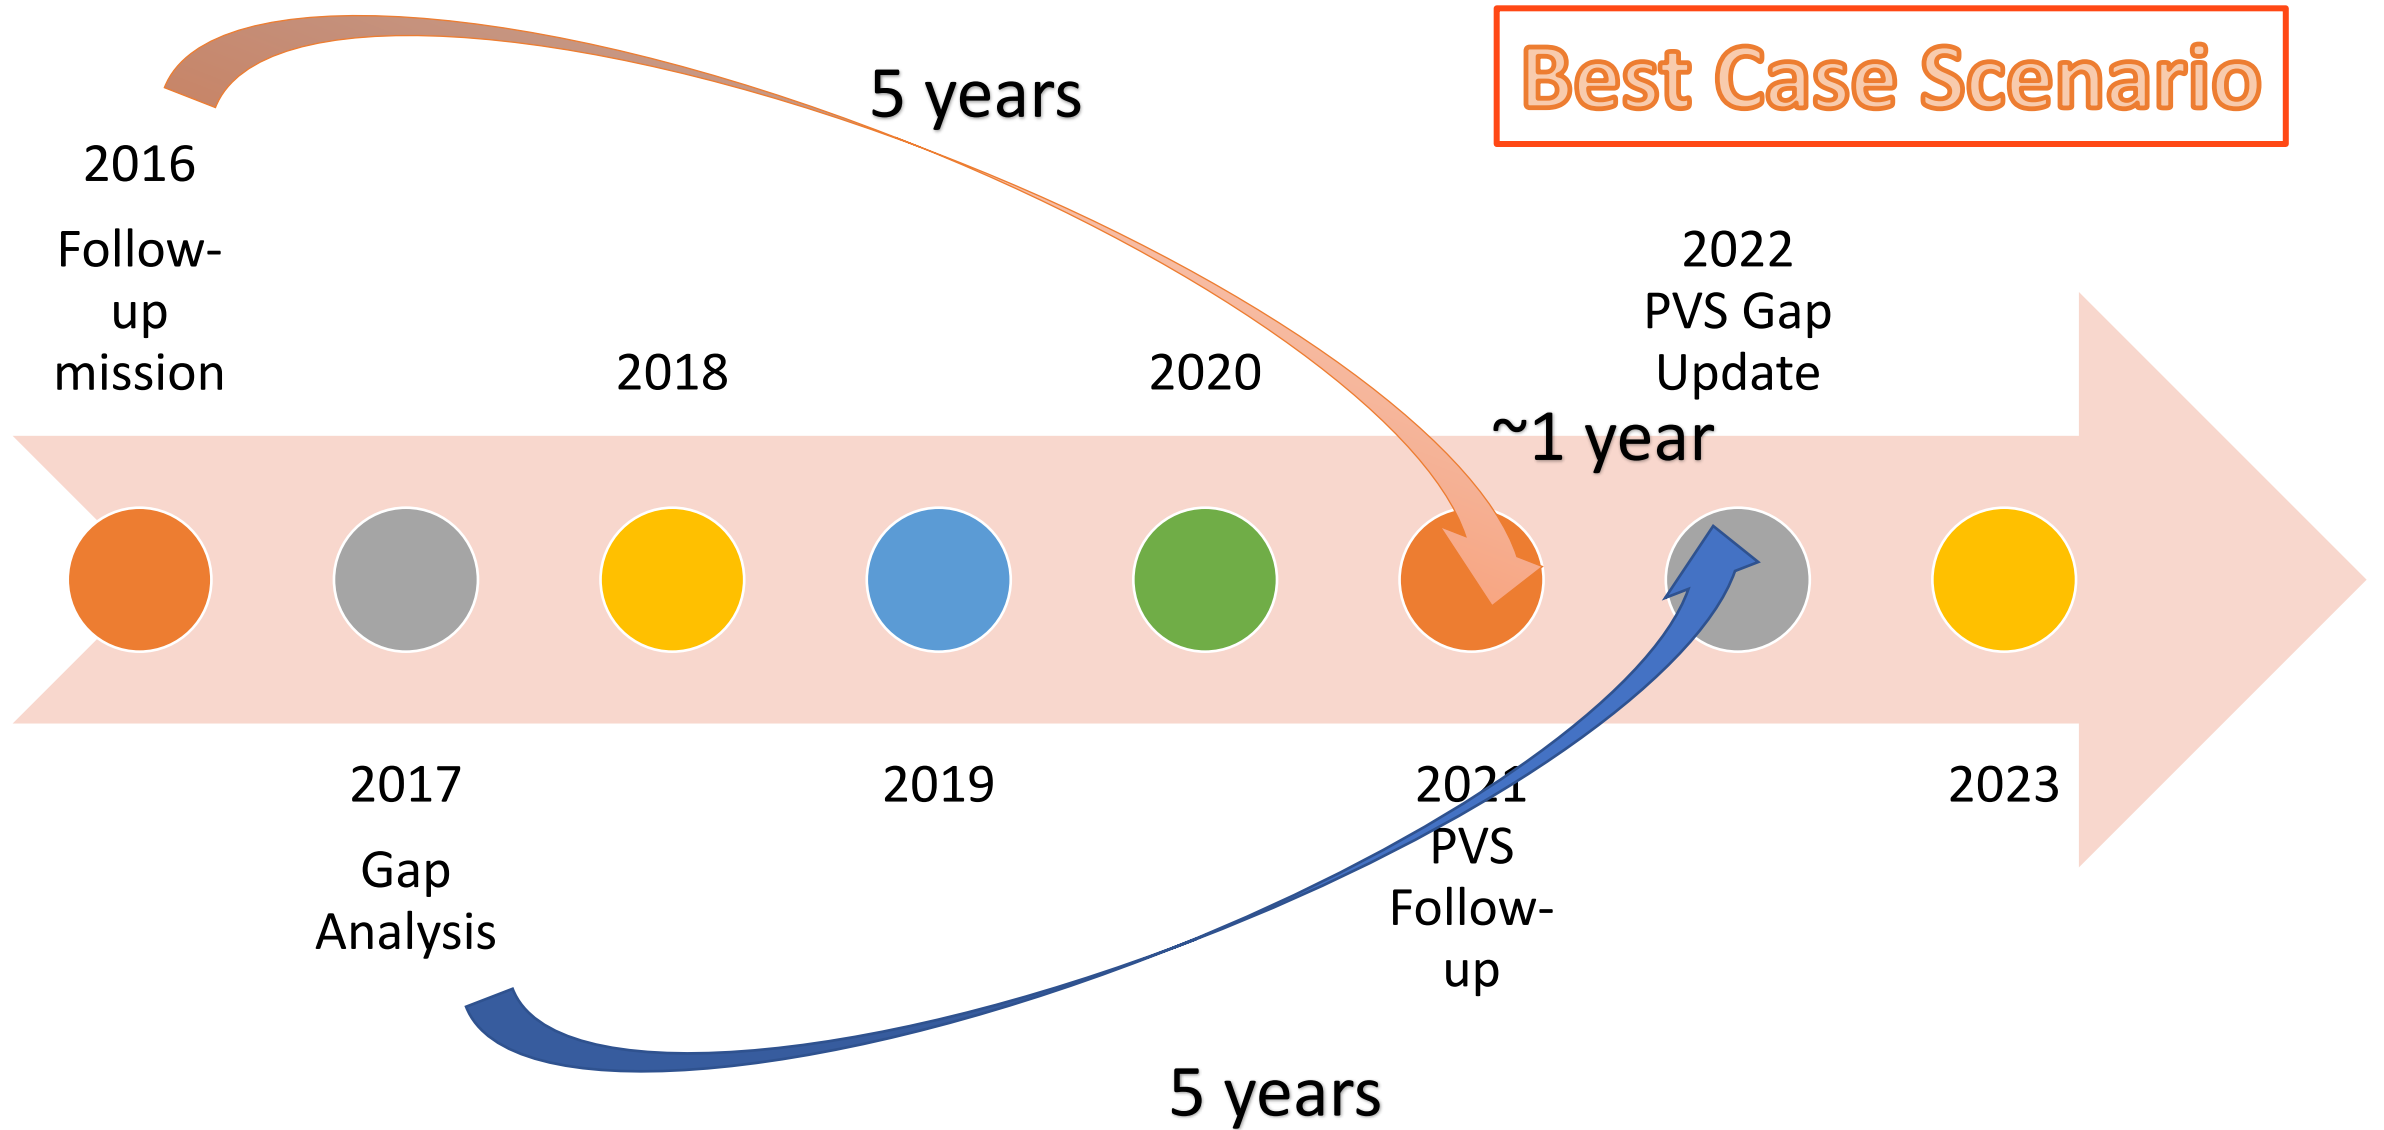 Best Case Scenario
5 years
2016
Follow-
up
mission
2018
2020
2022
PVS Gap
Update
~1 year
2017
Gap
Analysis
2019
2021
PVS
Follow-
up
2023
5 years